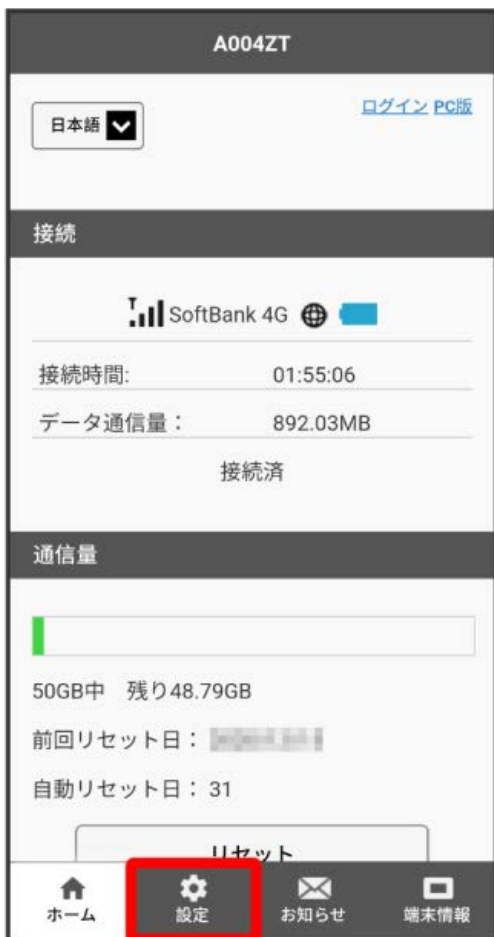 A004ZT
日本語
ログイン PC版
接続
SoftBank 4G
接続時間: 01:55:06
データ通信量： 892.03MB
接続済
通信量
50GB中 残り48.79GB
前回リセット日：
自動リセット日： 31
リセット
ホーム 設定 お知らせ 端末情報